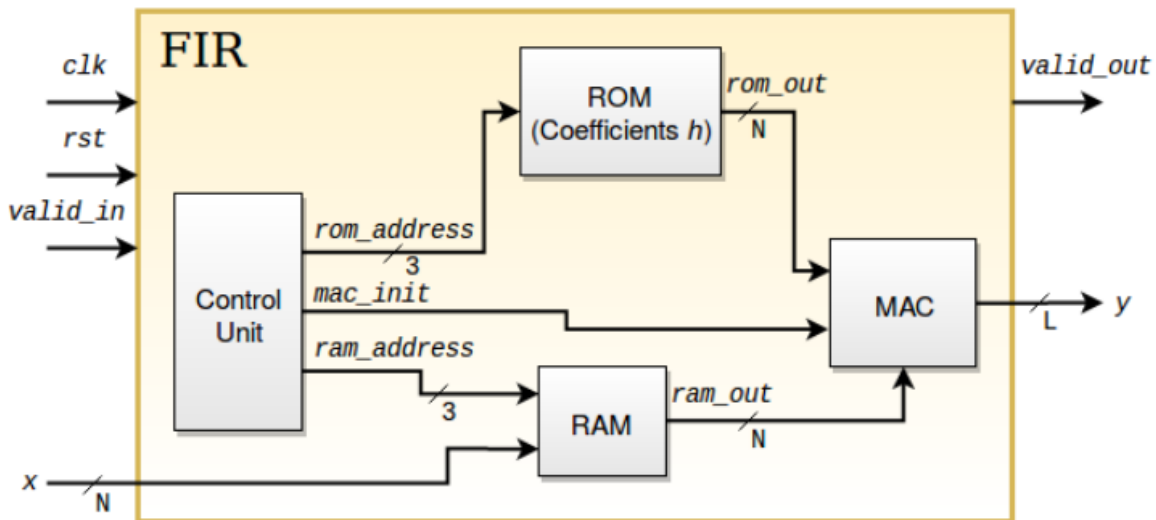 FIR
clk
rst
valid_in
valid_out
ROM
(Coefficients h)
rom_out
N
rom_address
3
Control
Unit
mac_init
MAC
y
L
ram_address
3
RAM
ram_out
N
x
N